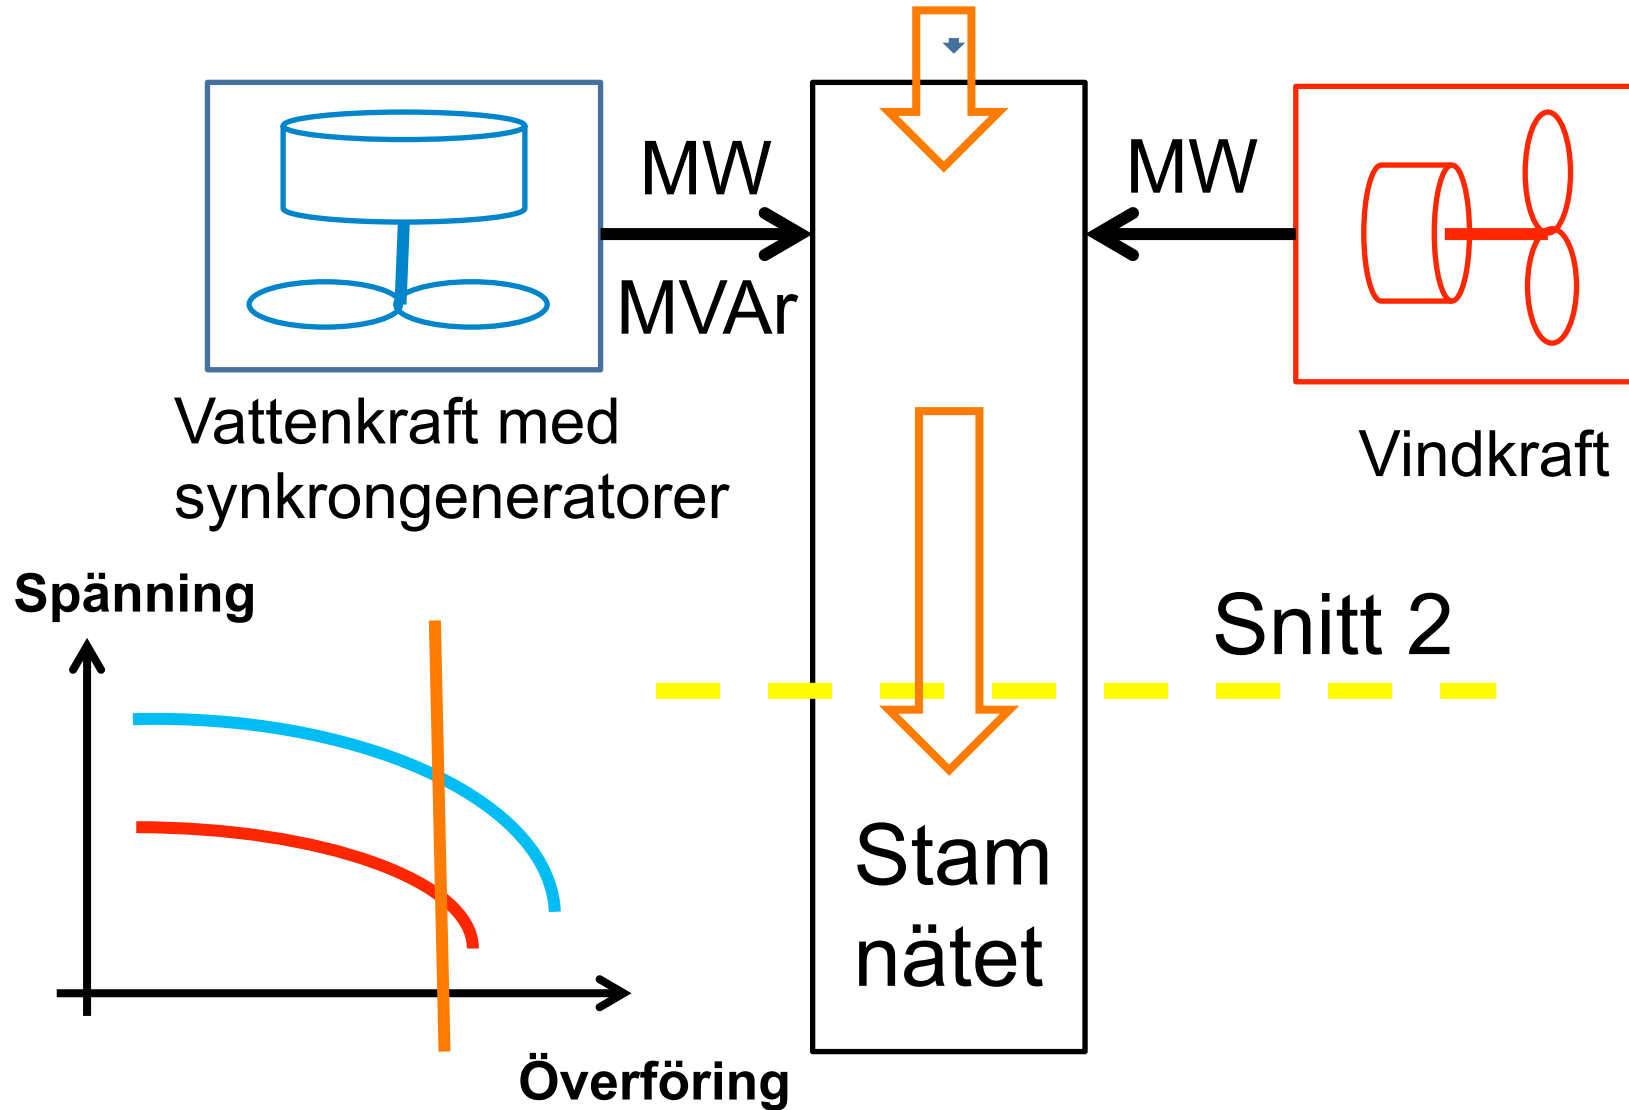 MW
MVAr
MW
Vattenkraft med
synkrongeneratorer
Vindkraft
Spänning
Snitt 2
Stam
nätet
Överföring